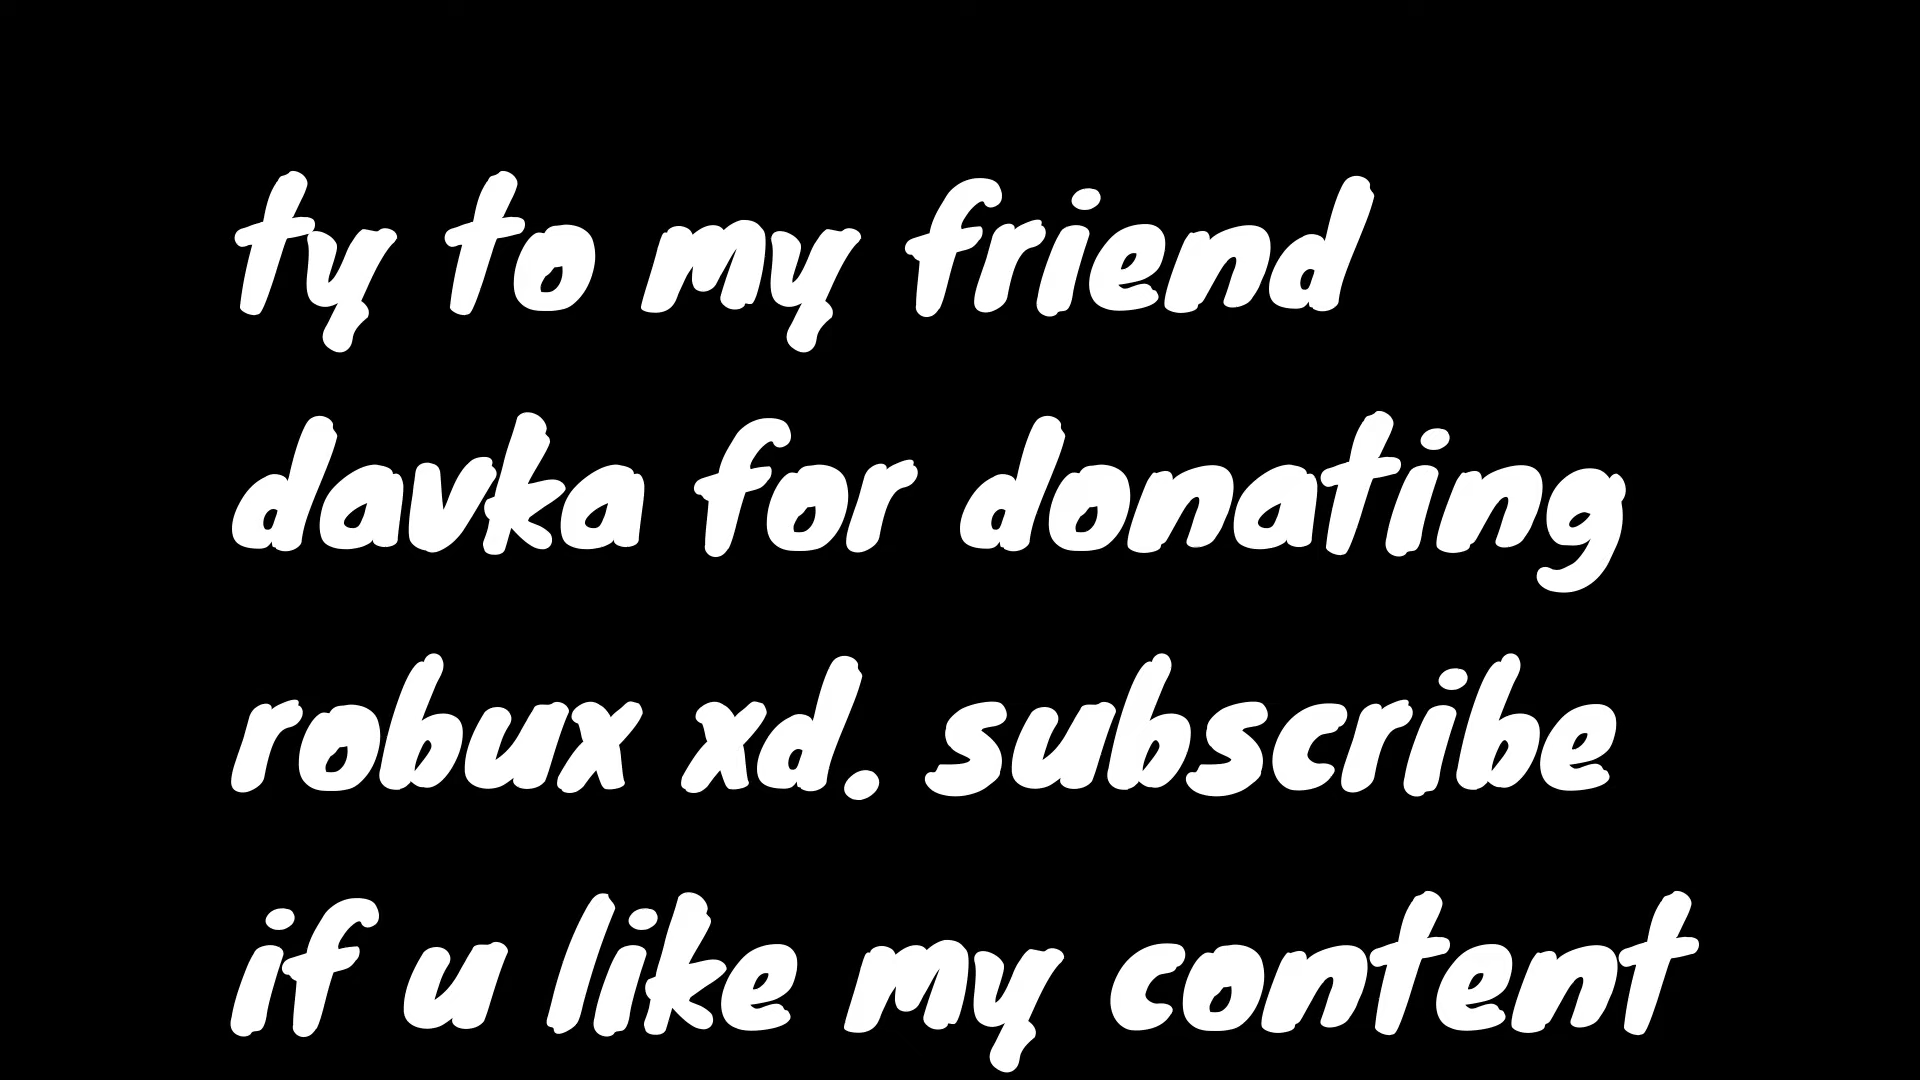 ty to my friend
davka for donating
robux xd. subscribe
if u like my content